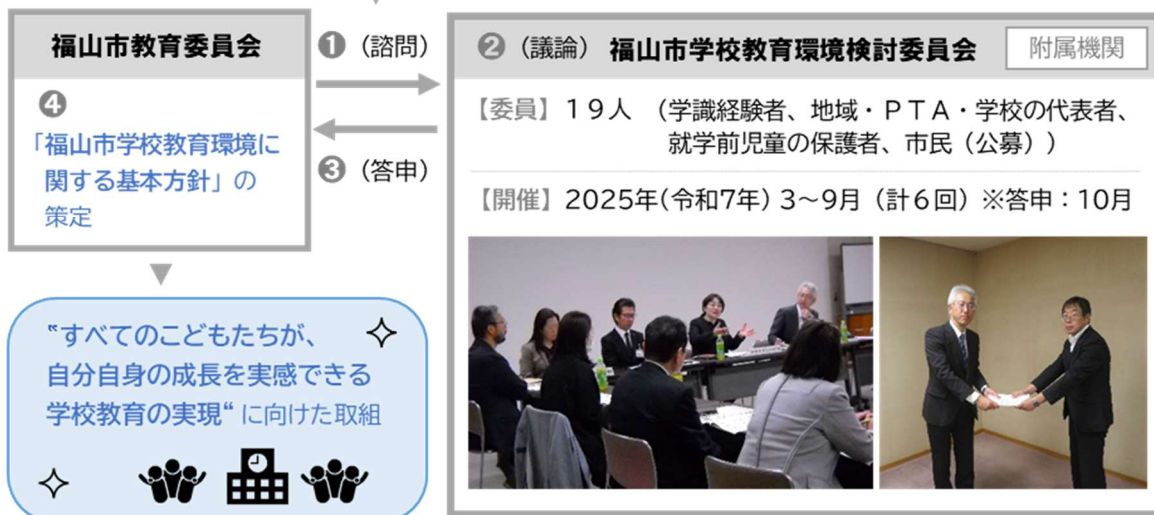 福山市教育委員会
❶（諮問）
❷（議論）福山市学校教育環境検討委員会
附属機関
❹
「福山市学校教育環境に
関する基本方針」の
策定
❸（答申）
【委員】19人（学識経験者、地域・ＰＴＡ・学校の代表者、
就学前児童の保護者、市民（公募））
【開催】2025年(令和7年) 3～9月（計6回）※答申：10月
〝すべてのこどもたちが、
自分自身の成長を実感できる
学校教育の実現〟に向けた取組